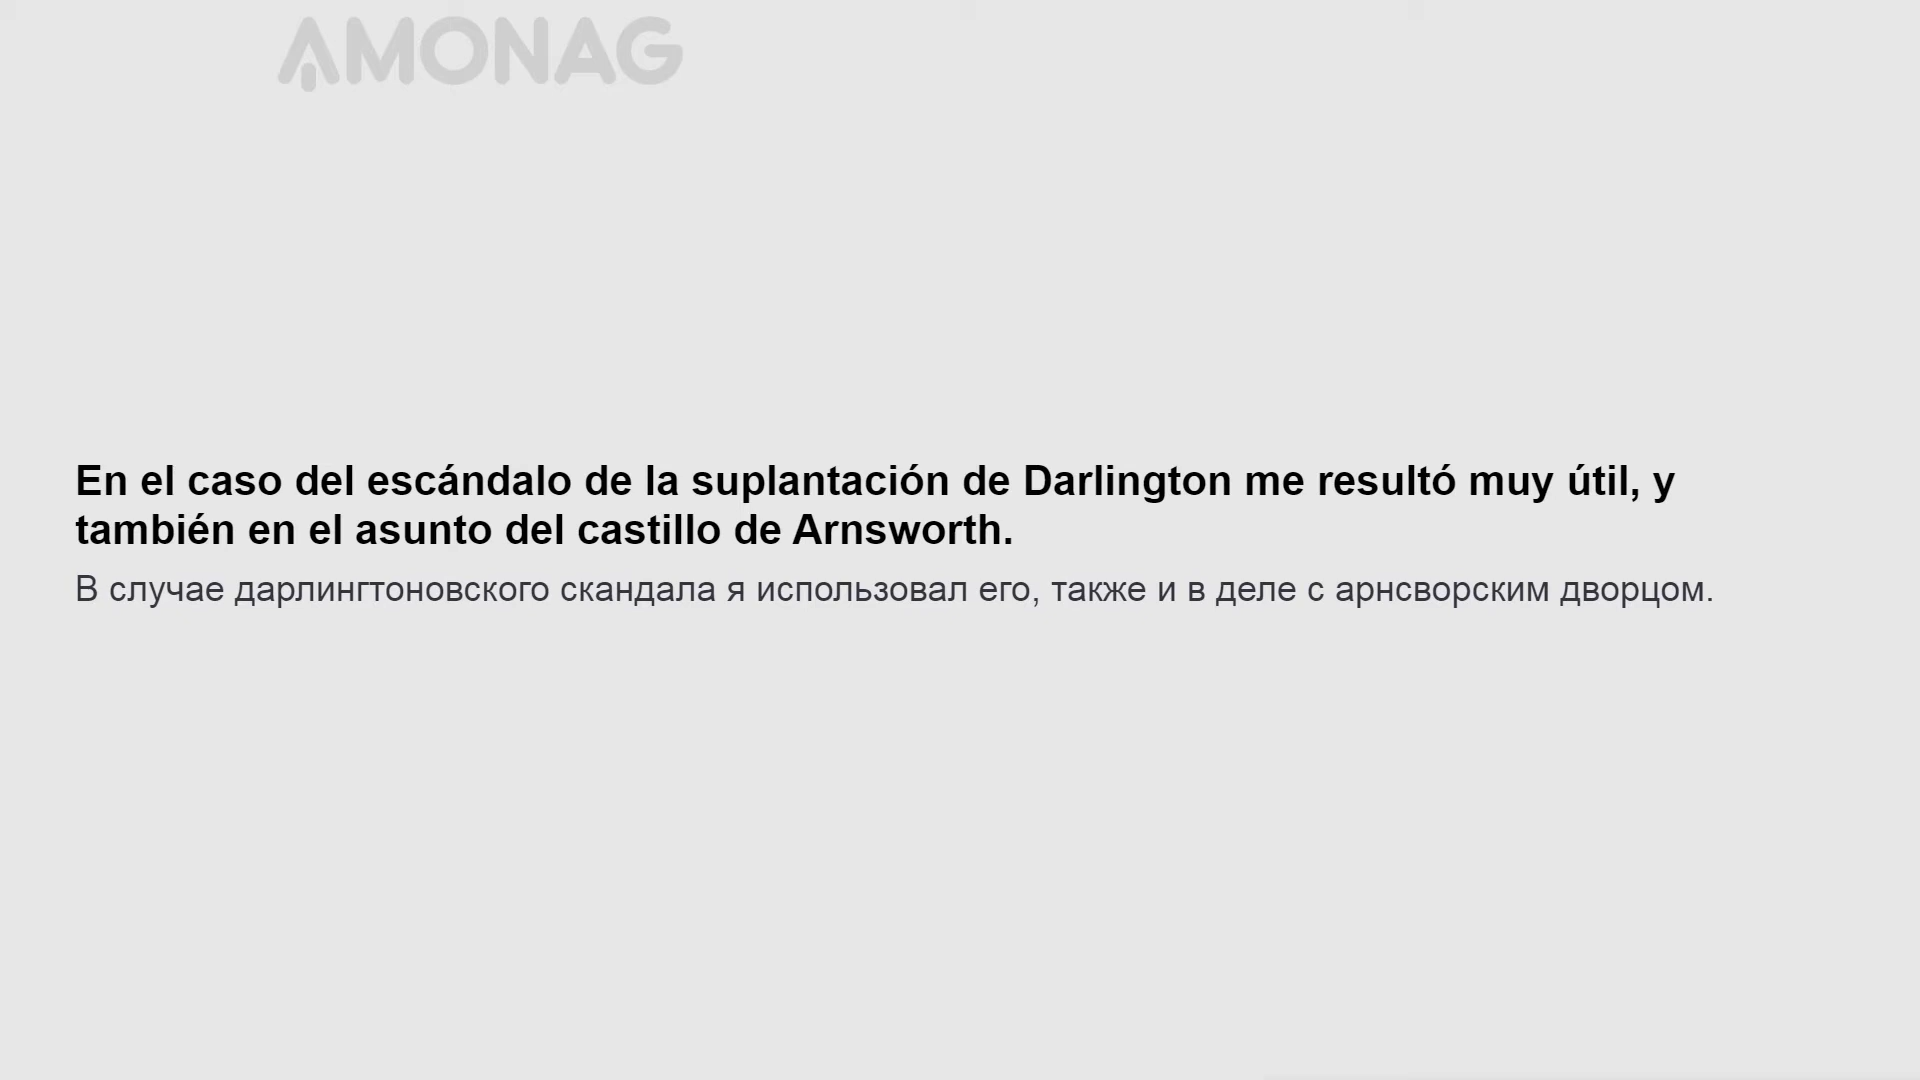 AMONAG
En el caso del escándalo de la suplantación de Darlington me resultó muy útil, y
también en el asunto del castillo de Arnsworth.
В случае дарлингтоновского скандала я использовал его, также и в деле с арнсворским дворцом.